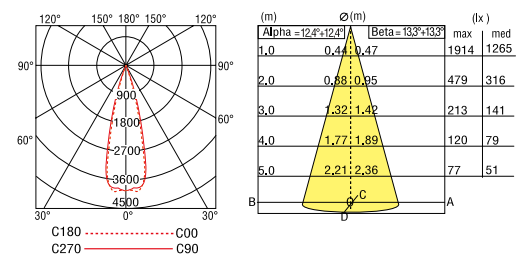 120° 150° 180° 150° 120°
90° 90°
60° 60°
30° 0° 30°
900
1800
2700
3600
4500
C180 C00
C270 C90
(m) ⌀(m) (lx)
Alpha =12,4°+12,4° Beta =13,3°+13,3° max med
1,0 0,44 0,47 1914 1265
2,0 0,88 0,95 479 316
3,0 1,32 1,42 213 141
4,0 1,77 1,89 120 79
5,0 2,21 2,36 77 51
B C A
D